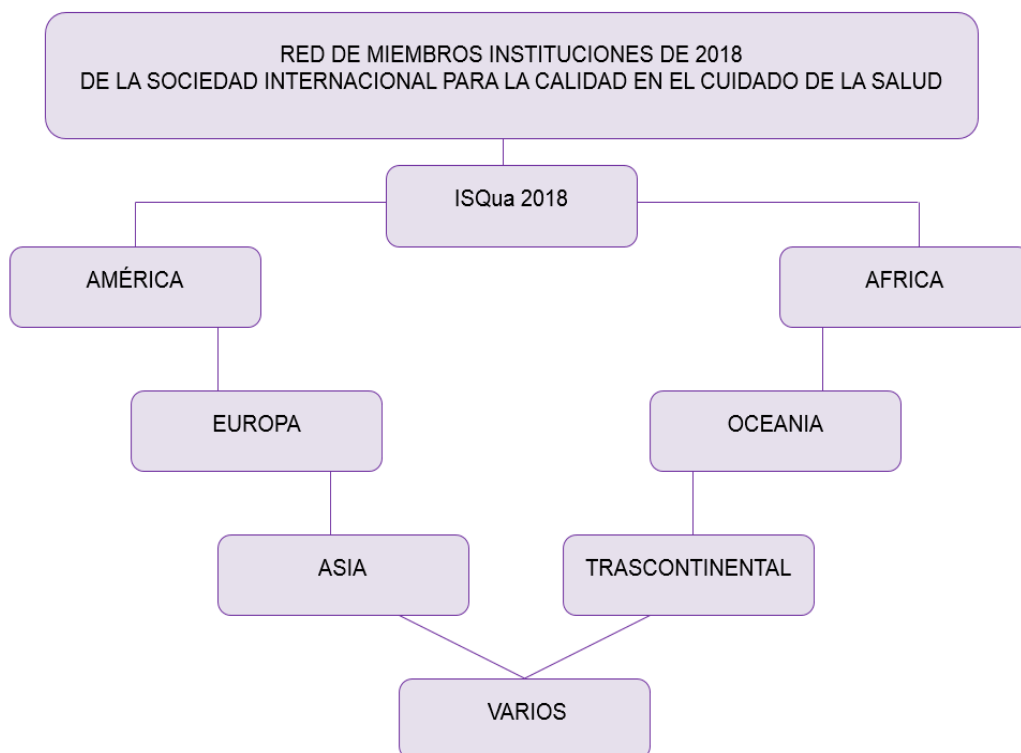 RED DE MIEMBROS INSTITUCIONES DE 2018
DE LA SOCIEDAD INTERNACIONAL PARA LA CALIDAD EN EL CUIDADO DE LA SALUD
ISQua 2018
AMÉRICA
AFRICA
EUROPA
OCEANIA
ASIA
TRASCONTINENTAL
VARIOS